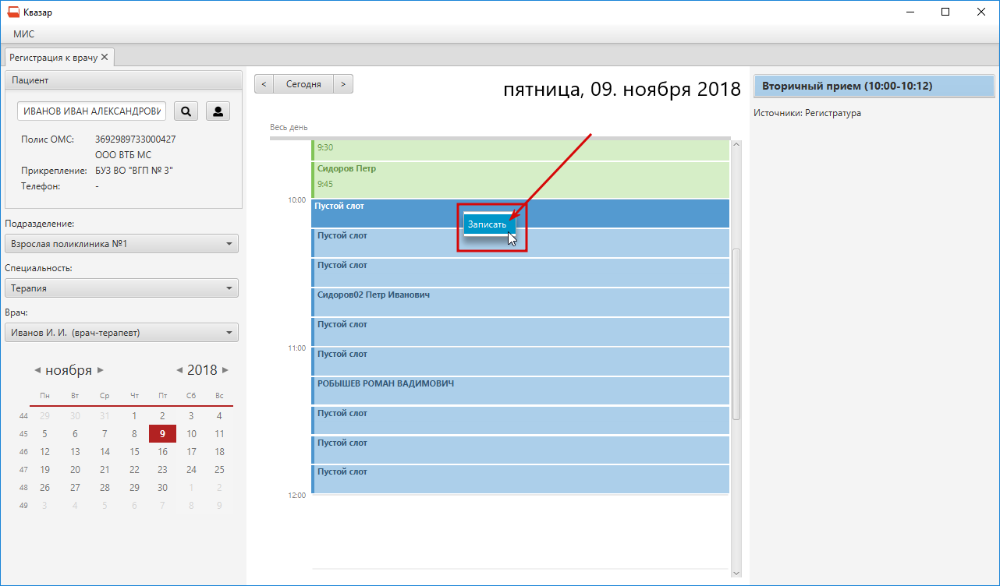 Квазар
МИС
Регистрация к врачу
Пациент
ИВАНОВ ИВАН АЛЕКСАНДРОВИ
Полис ОМС: 3692989733000427
ООО ВТБ МС
Прикрепление: БУЗ ВО "ВГП № 3"
Телефон: -
Подразделение:
Взрослая поликлиника №1
Специальность:
Терапия
Врач:
Иванов И. И. (врач-терапевт)
ноября 2018
Пн Вт Ср Чт Пт Сб Вс
44 29 30 31 1 2 3 4
45 5 6 7 8 9 10 11
46 12 13 14 15 16 17 18
47 19 20 21 22 23 24 25
48 26 27 28 29 30 1 2
49 3 4 5 6 7 8 9
< Сегодня >
пятница, 09. ноября 2018
Весь день
9:30
Сидоров Петр
9:45
10:00 Пустой слот
Записать
Пустой слот
Пустой слот
Сидоров02 Петр Иванович
Пустой слот
11:00 Пустой слот
РОБЫШЕВ РОМАН ВАДИМОВИЧ
Пустой слот
Пустой слот
Пустой слот
12:00
Вторичный прием (10:00-10:12)
Источники: Регистратура